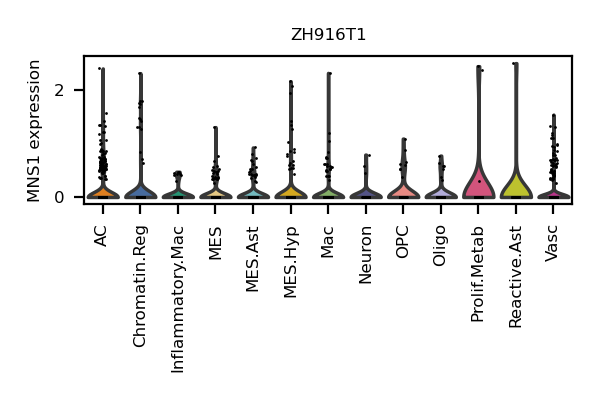 ZH916T1
MNS1 expression
2
0
AC
Chromatin.Reg
Inflammatory.Mac
MES
MES.Ast
MES.Hyp
Mac
Neuron
OPC
Oligo
Prolif.Metab
Reactive.Ast
Vasc